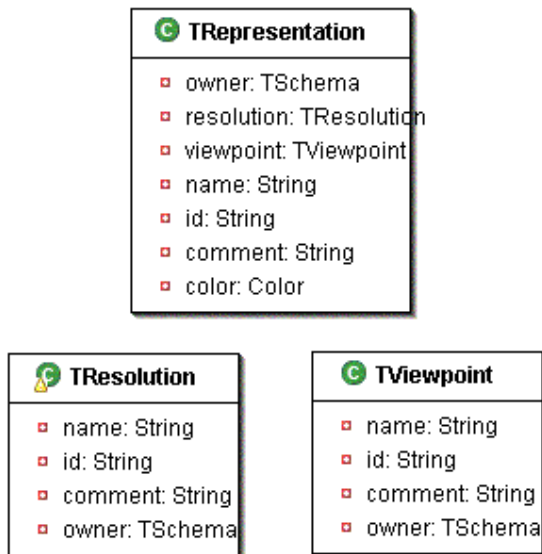 TRepresentation
owner: TSchema
resolution: TResolution
viewpoint: TViewpoint
name: String
id: String
comment: String
color: Color
TResolution
name: String
id: String
comment: String
owner: TSchema
TViewpoint
name: String
id: String
comment: String
owner: TSchema